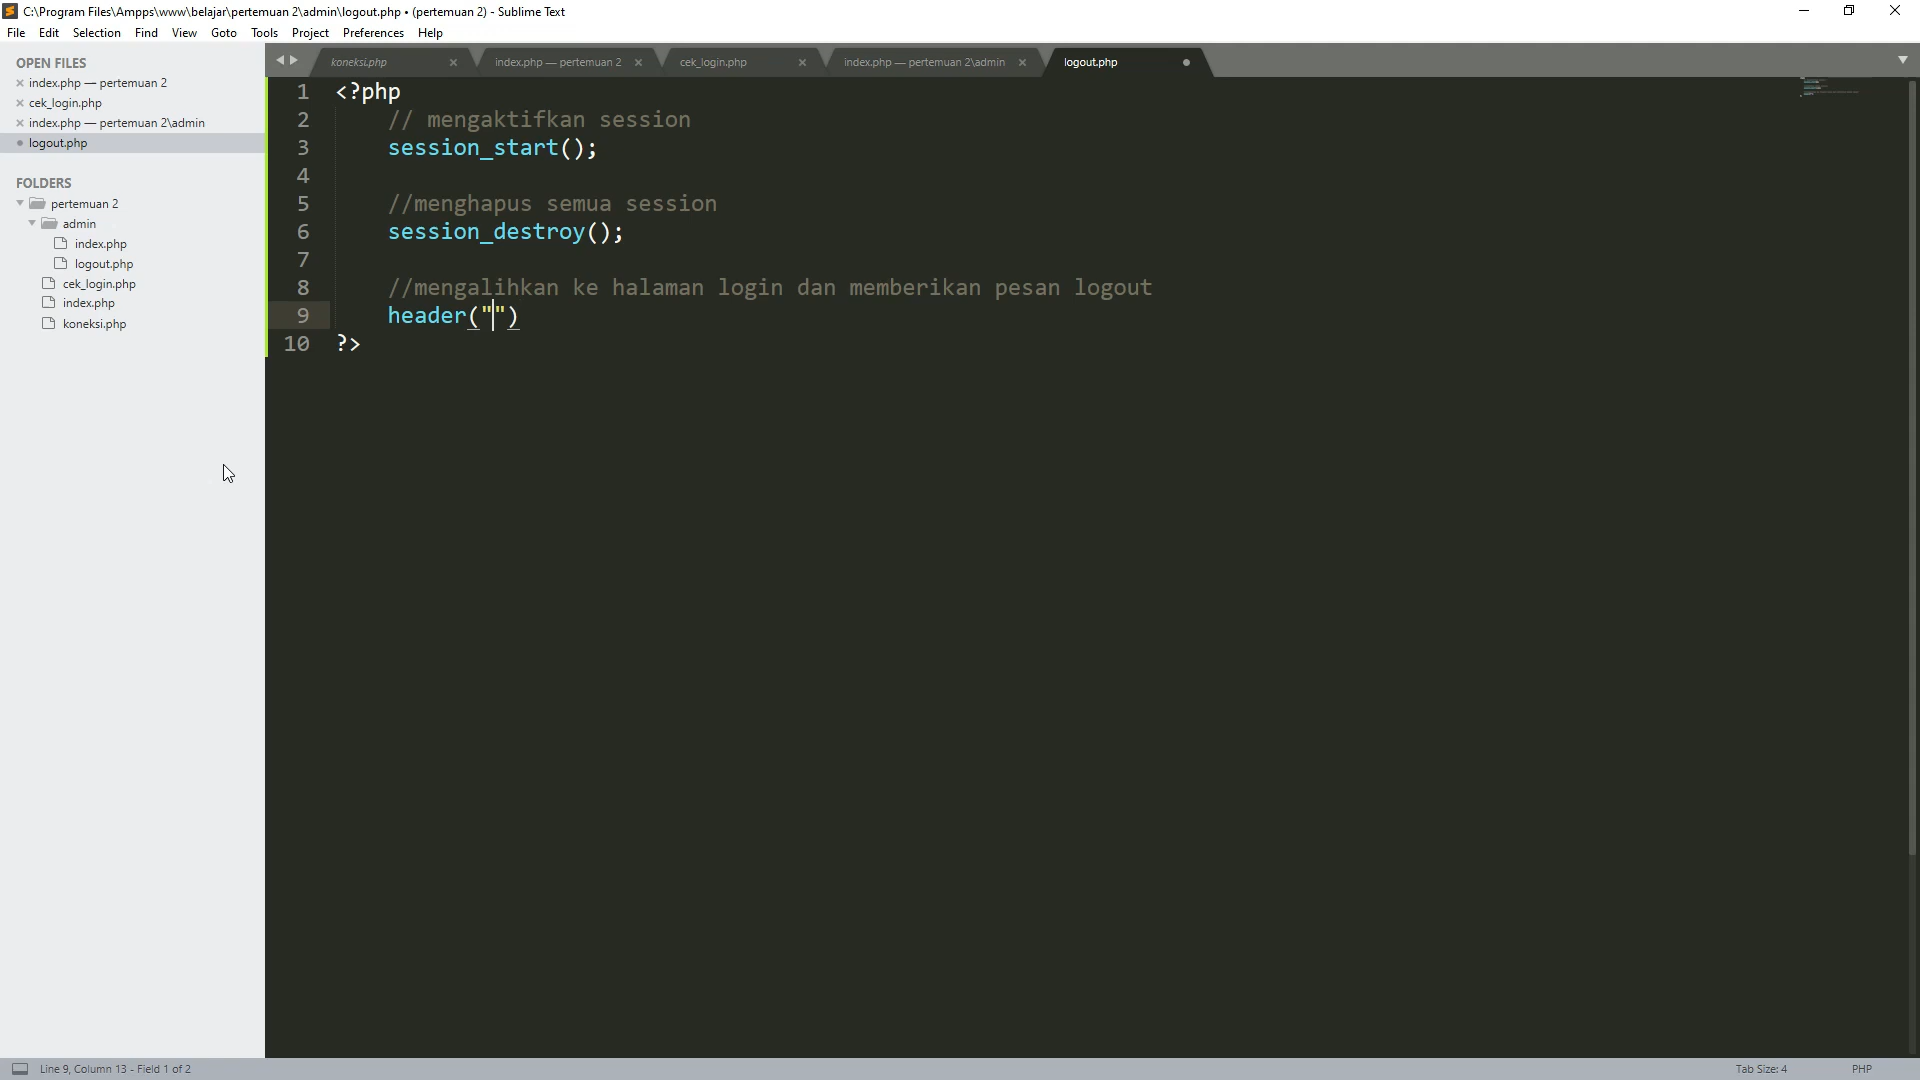 C:\Program Files\Ampps\www\belajar\pertemuan 2\admin\logout.php • (pertemuan 2) - Sublime Text
File Edit Selection Find View Goto Tools Project Preferences Help
OPEN FILES
index.php — pertemuan 2
cek_login.php
index.php — pertemuan 2\admin
logout.php
FOLDERS
pertemuan 2
admin
index.php
logout.php
cek_login.php
index.php
koneksi.php
koneksi.php
index.php — pertemuan 2
cek_login.php
index.php — pertemuan 2\admin
logout.php
1 <?php
2 // mengaktifkan session
3 session_start();
4
5 //menghapus semua session
6 session_destroy();
7
8 //mengalihkan ke halaman login dan memberikan pesan logout
9 header("")
10 ?>
Line 9, Column 13 - Field 1 of 2
Tab Size: 4
PHP